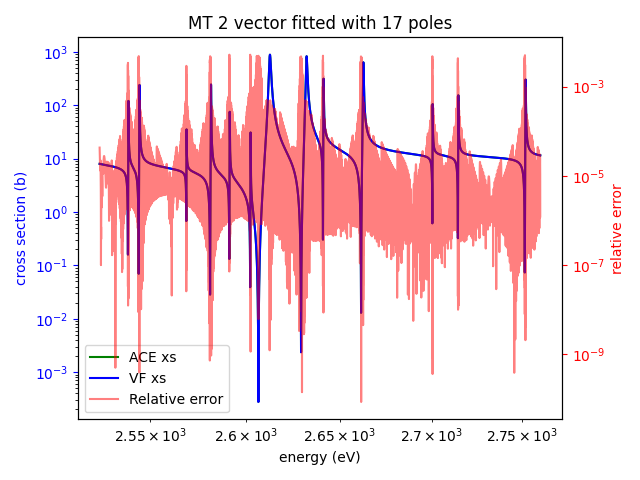 MT 2 vector fitted with 17 poles
cross section (b)
10³
10²
10¹
10⁰
10⁻¹
10⁻²
10⁻³
ACE xs
VF xs
Relative error
2.55 × 10³ 2.6 × 10³ 2.65 × 10³ 2.7 × 10³ 2.75 × 10³
energy (eV)
10⁻³
10⁻⁵
10⁻⁷
10⁻⁹
relative error